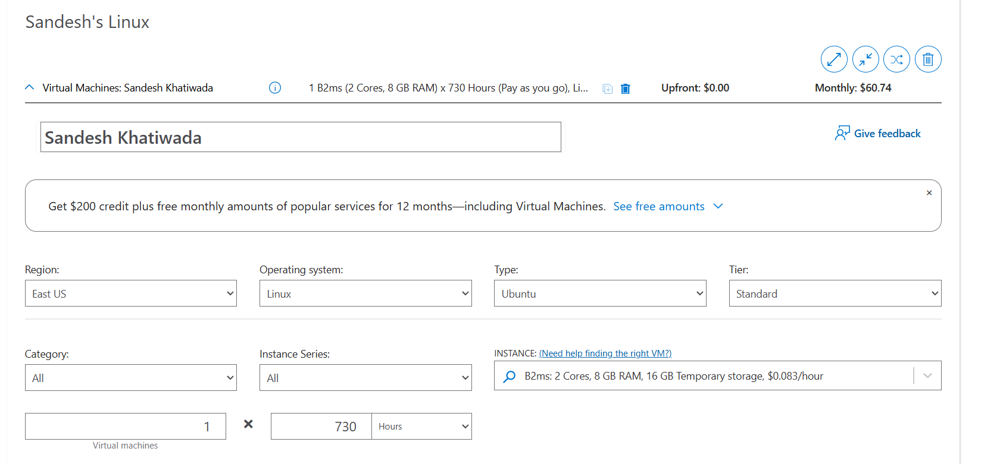 Sandesh's Linux
Virtual Machines: Sandesh Khatiwada
1 B2ms (2 Cores, 8 GB RAM) x 730 Hours (Pay as you go), Li...
Upfront: $0.00
Monthly: $60.74
Sandesh Khatiwada
Give feedback
Get $200 credit plus free monthly amounts of popular services for 12 months—including Virtual Machines. See free amounts
Region:
Operating system:
Type:
Tier:
East US
Linux
Ubuntu
Standard
Category:
Instance Series:
INSTANCE: (Need help finding the right VM?)
All
All
B2ms: 2 Cores, 8 GB RAM, 16 GB Temporary storage, $0.083/hour
1
730
Hours
Virtual machines